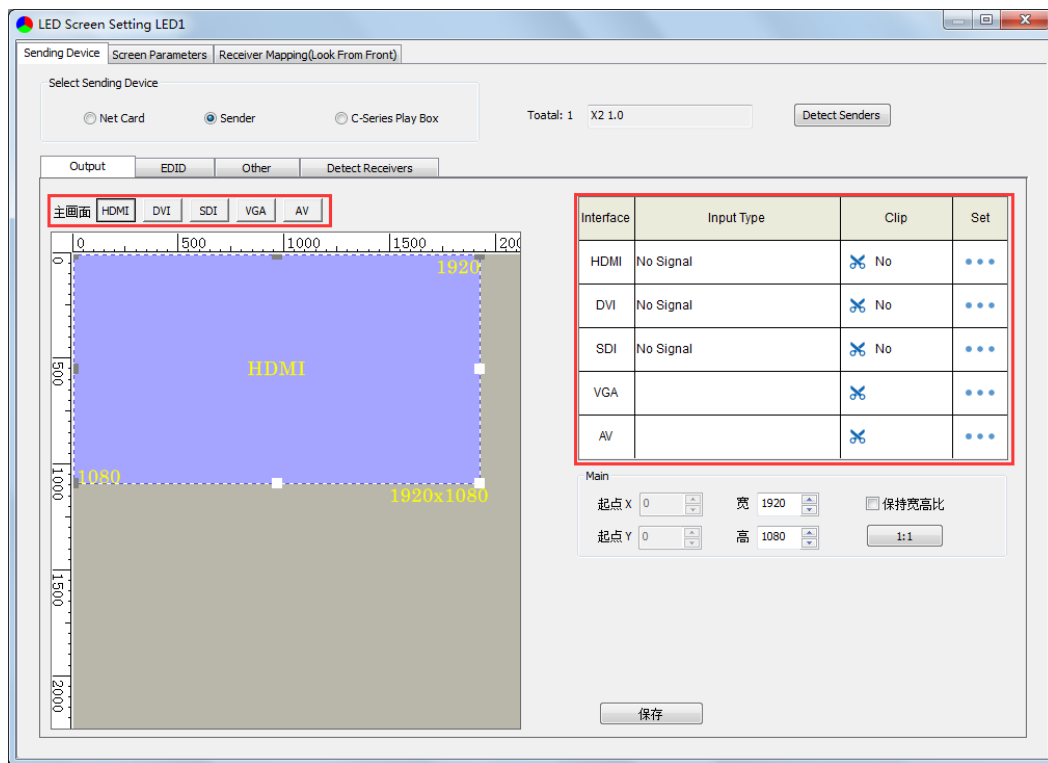 LED Screen Setting LED1
Sending Device Screen Parameters Receiver Mapping(Look From Front)
Select Sending Device
Net Card Sender C-Series Play Box
Toatal: 1 X2 1.0 Detect Senders
Output EDID Other Detect Receivers
主画面 HDMI DVI SDI VGA AV
0 500 1000 1500 200
0
500
1000
1500
2000
1920
HDMI
1080
1920x1080
Interface Input Type Clip Set
HDMI No Signal No
DVI No Signal No
SDI No Signal No
VGA
AV
Main
起点 X 0 宽 1920 保持宽高比
起点 Y 0 高 1080 1:1
保存